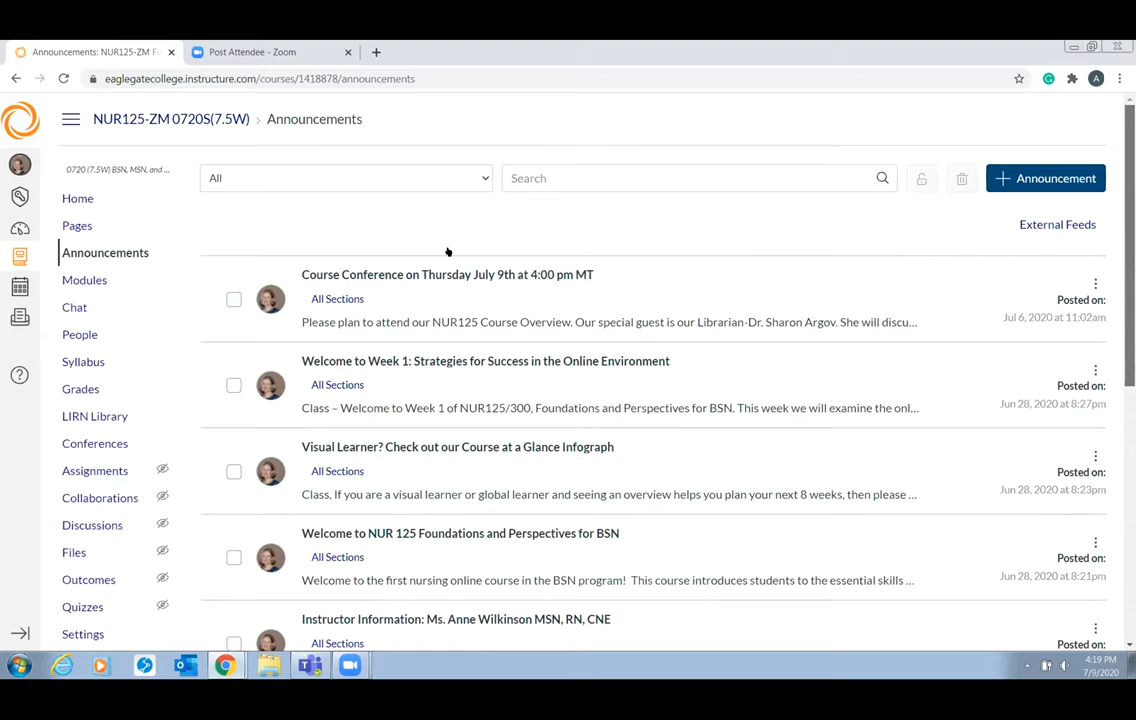 Announcements: NUR125-ZM Fo
Post Attendee - Zoom
eaglegatecollege.instructure.com/courses/1418878/announcements
A
NUR125-ZM 0720S(7.5W) › Announcements
0720 (7.5W) BSN, MSN, and ...
Home
Pages
Announcements
Modules
Chat
People
Syllabus
Grades
LIRN Library
Conferences
Assignments
Collaborations
Discussions
Files
Outcomes
Quizzes
Settings
All
Search
+ Announcement
External Feeds
Course Conference on Thursday July 9th at 4:00 pm MT
All Sections
Posted on:
Please plan to attend our NUR125 Course Overview. Our special guest is our Librarian-Dr. Sharon Argov. She will discu...
Jul 6, 2020 at 11:02am
Welcome to Week 1: Strategies for Success in the Online Environment
All Sections
Posted on:
Class – Welcome to Week 1 of NUR125/300, Foundations and Perspectives for BSN. This week we will examine the onl...
Jun 28, 2020 at 8:27pm
Visual Learner? Check out our Course at a Glance Infograph
All Sections
Posted on:
Class, If you are a visual learner or global learner and seeing an overview helps you plan your next 8 weeks, then please ...
Jun 28, 2020 at 8:23pm
Welcome to NUR 125 Foundations and Perspectives for BSN
All Sections
Posted on:
Welcome to the first nursing online course in the BSN program! This course introduces students to the essential skills ...
Jun 28, 2020 at 8:21pm
Instructor Information: Ms. Anne Wilkinson MSN, RN, CNE
All Sections
Posted on:
4:19 PM
7/9/2020